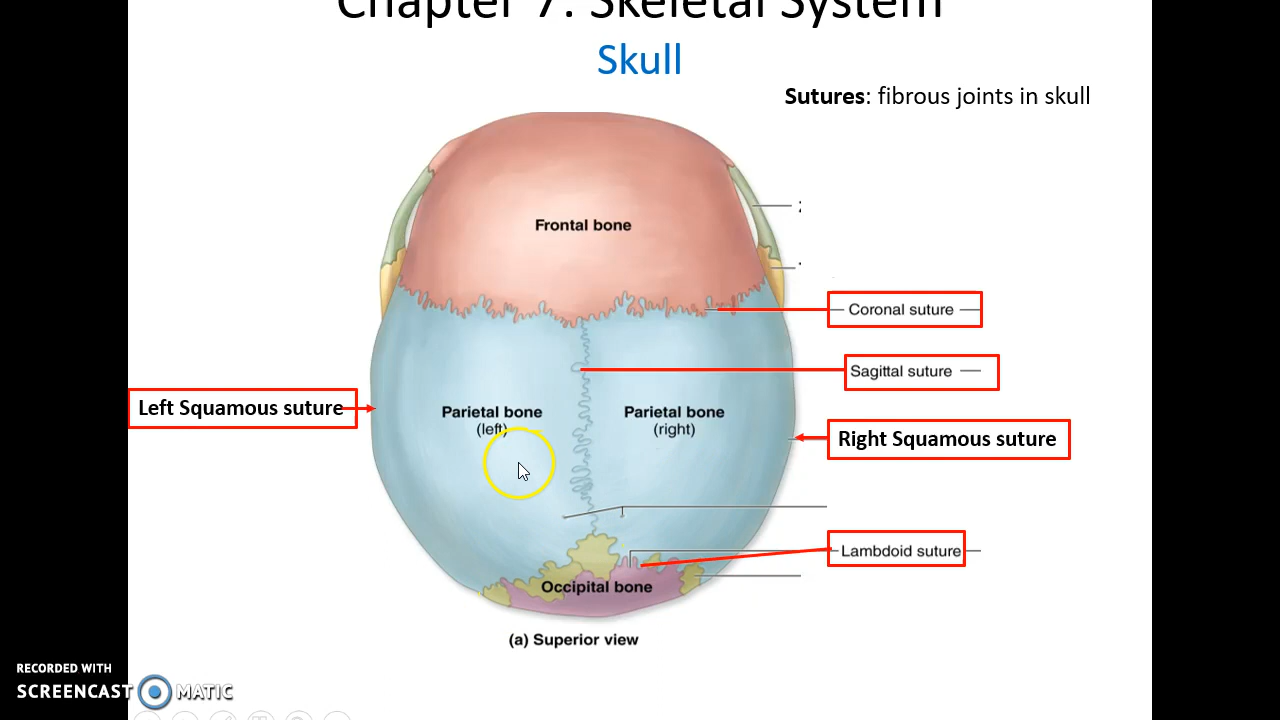 Chapter 7: Skeletal System
Skull
Sutures: fibrous joints in skull
Frontal bone
Coronal suture
Sagittal suture
Left Squamous suture
Parietal bone
(left)
Parietal bone
(right)
Right Squamous suture
Lambdoid suture
Occipital bone
(a) Superior view
RECORDED WITH
SCREENCAST MATIC